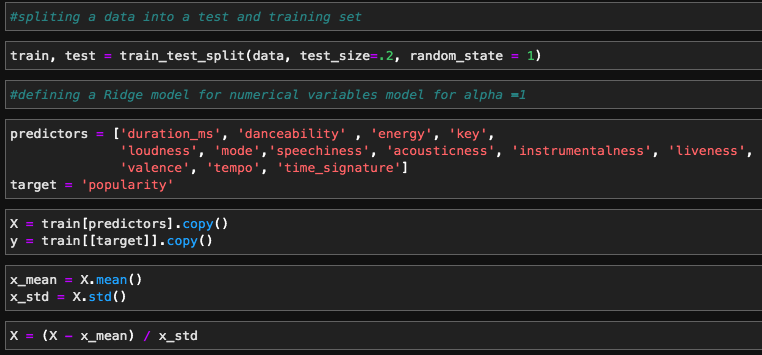 #spliting a data into a test and training set
train, test = train_test_split(data, test_size=.2, random_state = 1)
#defining a Ridge model for numerical variables model for alpha =1
predictors = ['duration_ms', 'danceability' , 'energy', 'key',
'loudness', 'mode','speechiness', 'acousticness', 'instrumentalness', 'liveness',
'valence', 'tempo', 'time_signature']
target = 'popularity'
X = train[predictors].copy()
y = train[[target]].copy()
x_mean = X.mean()
x_std = X.std()
X = (X - x_mean) / x_std